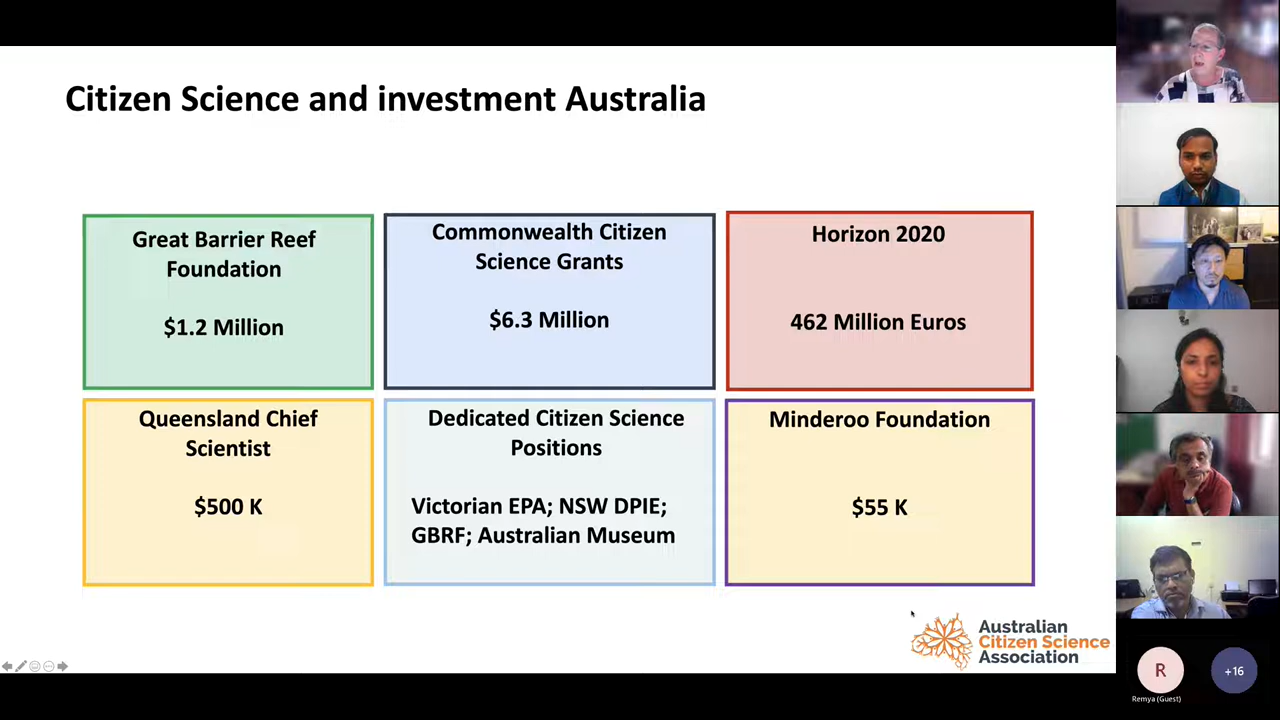 Citizen Science and investment Australia
Great Barrier Reef
Foundation
$1.2 Million
Commonwealth Citizen
Science Grants
$6.3 Million
Horizon 2020
462 Million Euros
Queensland Chief
Scientist
$500 K
Dedicated Citizen Science
Positions
Victorian EPA; NSW DPIE;
GBRF; Australian Museum
Minderoo Foundation
$55 K
Australian
Citizen Science
Association
R
+16
Remya (Guest)